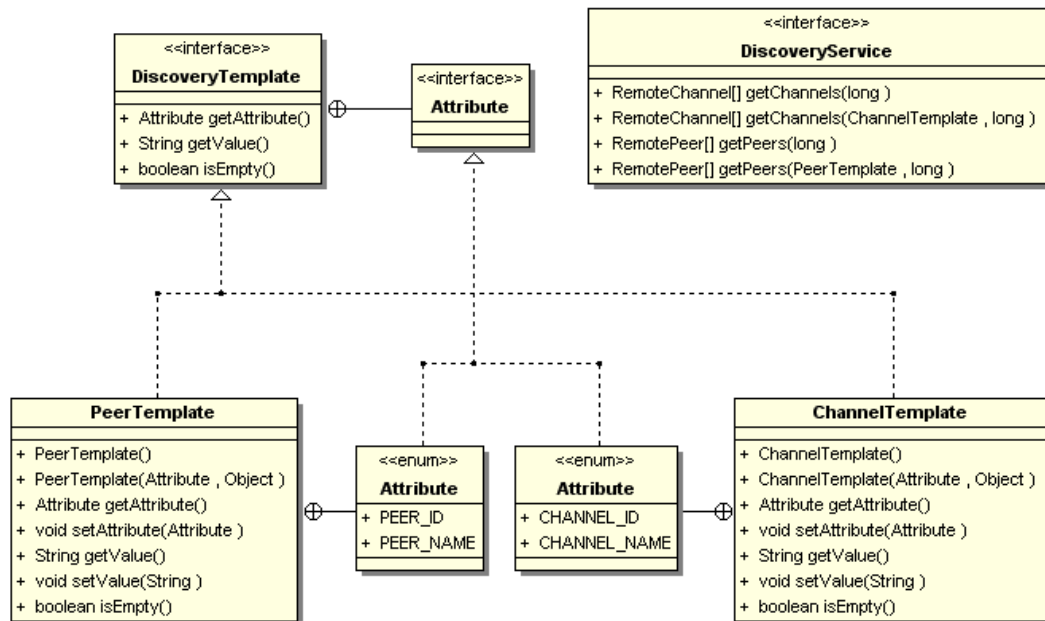 <<interface>>
DiscoveryTemplate
+ Attribute getAttribute()
+ String getValue()
+ boolean isEmpty()
<<interface>>
Attribute
<<interface>>
DiscoveryService
+ RemoteChannel[] getChannels(long )
+ RemoteChannel[] getChannels(ChannelTemplate , long )
+ RemotePeer[] getPeers(long )
+ RemotePeer[] getPeers(PeerTemplate , long )
PeerTemplate
+ PeerTemplate()
+ PeerTemplate(Attribute , Object )
+ Attribute getAttribute()
+ void setAttribute(Attribute )
+ String getValue()
+ void setValue(String )
+ boolean isEmpty()
<<enum>>
Attribute
+ PEER_ID
+ PEER_NAME
<<enum>>
Attribute
+ CHANNEL_ID
+ CHANNEL_NAME
ChannelTemplate
+ ChannelTemplate()
+ ChannelTemplate(Attribute , Object )
+ Attribute getAttribute()
+ void setAttribute(Attribute )
+ String getValue()
+ void setValue(String )
+ boolean isEmpty()